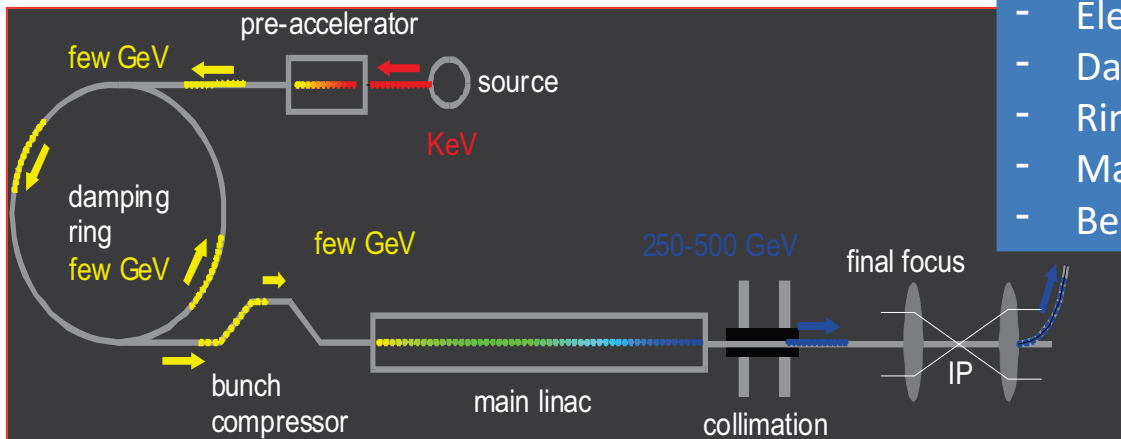 pre-accelerator
few GeV
source
KeV
damping
ring
few GeV
few GeV
250-500 GeV
final focus
IP
bunch
compressor
main linac
collimation
-
-
- Rin
-
-